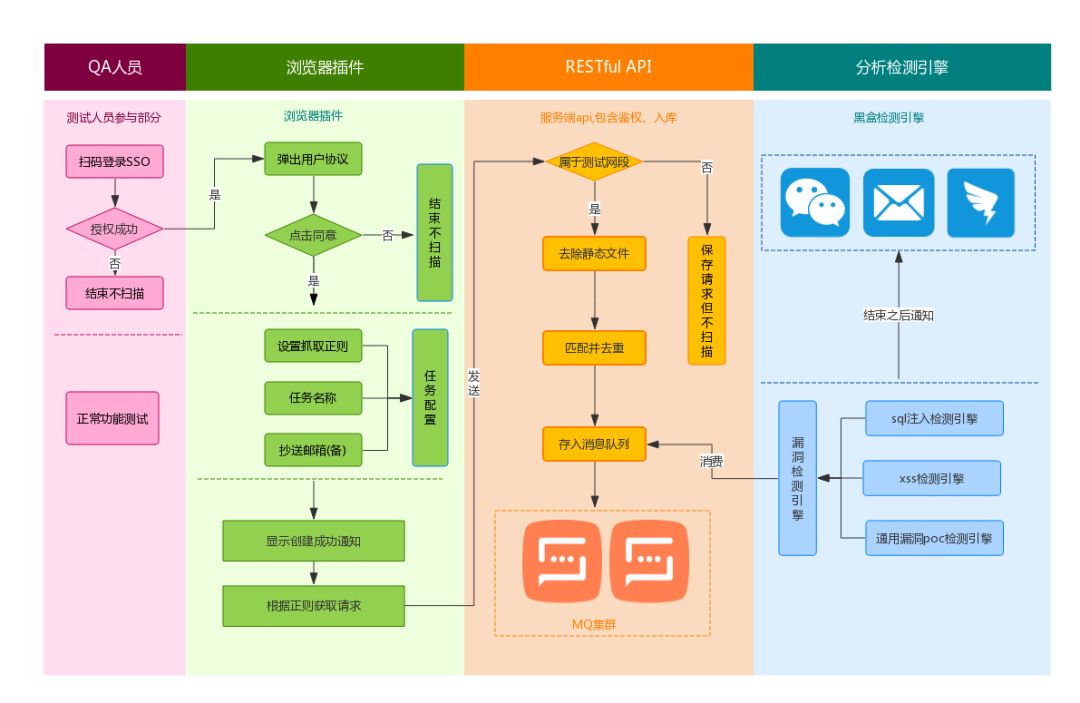 QA人员
浏览器插件
RESTful API
分析检测引擎
测试人员参与部分
扫码登录SSO
授权成功
是
否
结束不扫描
正常功能测试
浏览器插件
弹出用户协议
点击同意
否
结束不扫描
是
设置抓取正则
任务名称
抄送邮箱(备)
任务配置
显示创建成功通知
根据正则获取请求
发送
服务端api,包含鉴权、入库
属于测试网段
否
是
去除静态文件
保存请求但不扫描
匹配并去重
存入消息队列
消费
MQ集群
黑盒检测引擎
结束之后通知
漏洞检测引擎
sql注入检测引擎
xss检测引擎
通用漏洞poc检测引擎